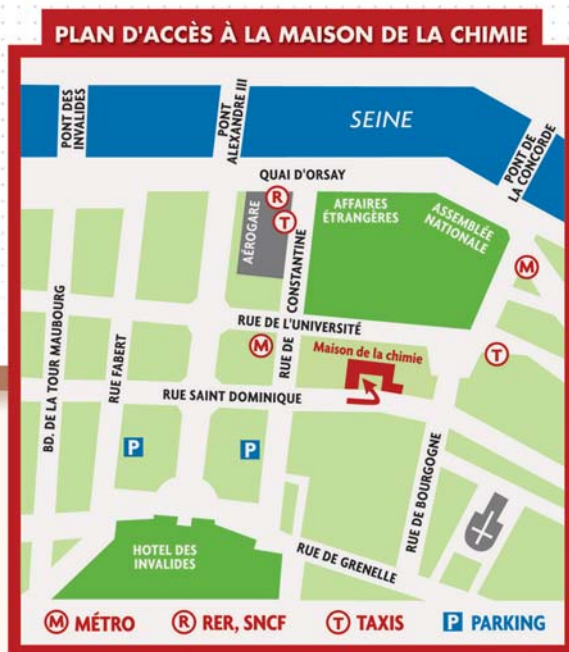 PLAN D'ACCÈS À LA MAISON DE LA CHIMIE
PONT DES
INVALIDES
PONT
ALEXANDRE III
SEINE
PONT DE
LA CONCORDE
QUAI D'ORSAY
R
T
AÉROGARE
AFFAIRES
ÉTRANGÈRES
ASSEMBLÉE
NATIONALE
M
BD. DE LA TOUR MAUBOURG
RUE FABERT
RUE DE CONSTANTINE
RUE DE L'UNIVERSITÉ
M
Maison de la chimie
T
RUE SAINT DOMINIQUE
P
P
RUE DE BOURGOGNE
HOTEL DES
INVALIDES
RUE DE GRENELLE
M MÉTRO
R RER, SNCF
T TAXIS
P PARKING